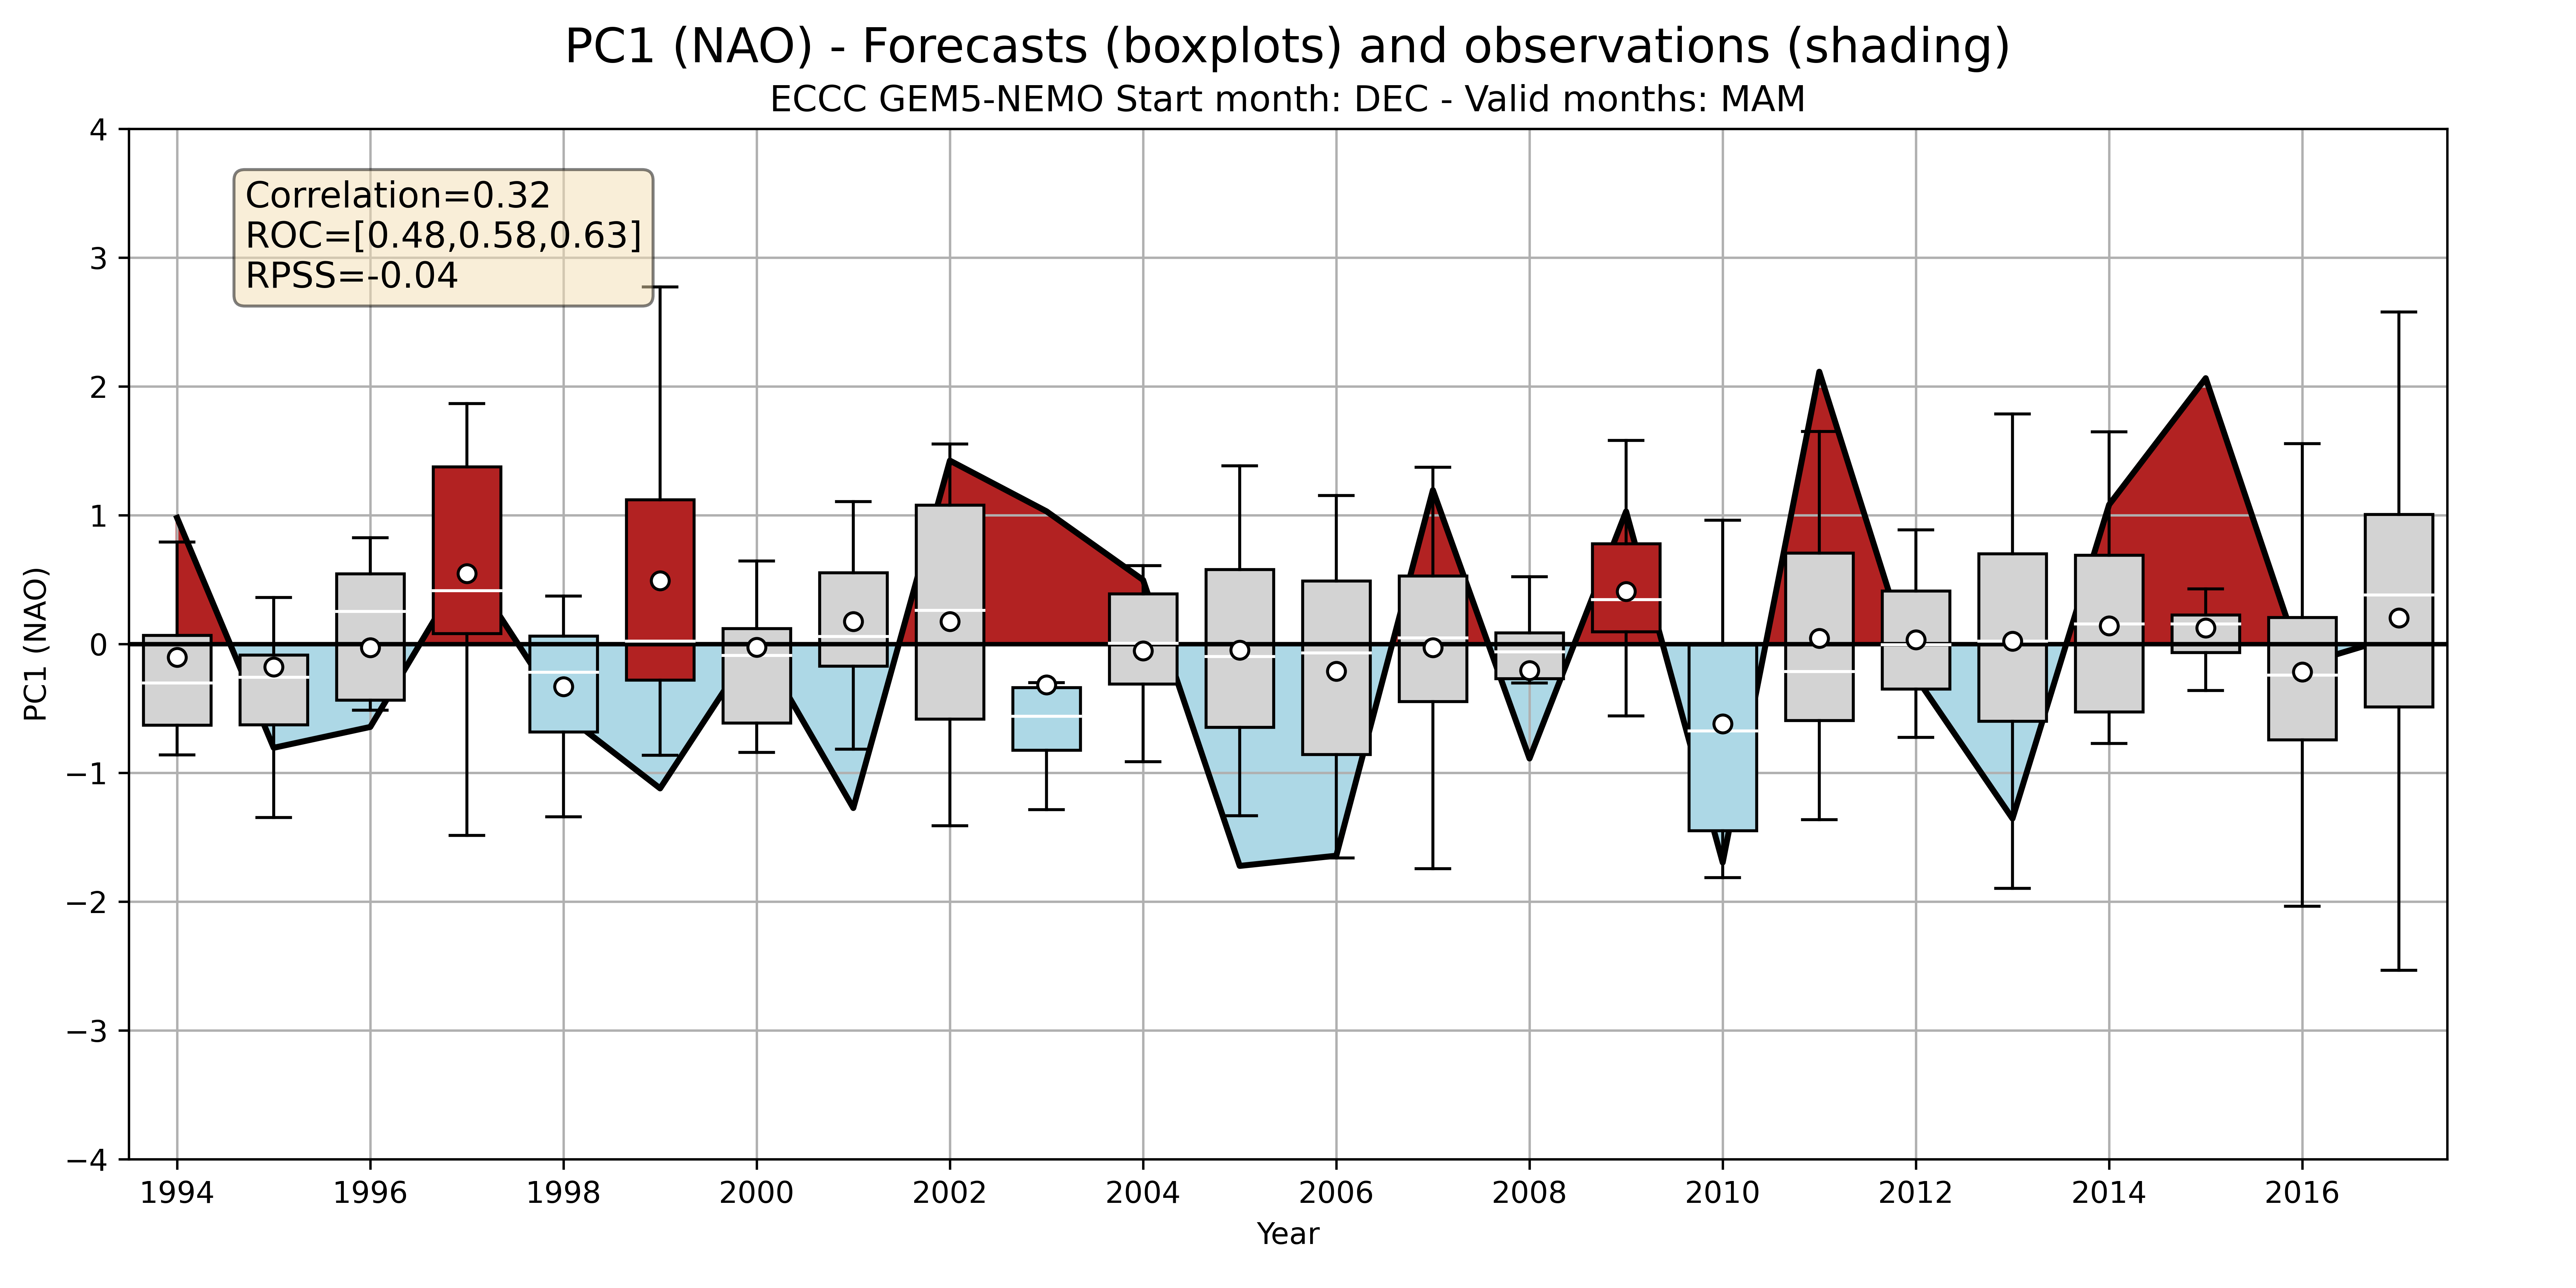 PC1 (NAO) - Forecasts (boxplots) and observations (shading)
ECCC GEM5-NEMO Start month: DEC - Valid months: MAM
Correlation=0.32
ROC=[0.48,0.58,0.63]
RPSS=-0.04
PC1 (NAO)
4
3
2
1
0
−1
−2
−3
−4
1994 1996 1998 2000 2002 2004 2006 2008 2010 2012 2014 2016
Year